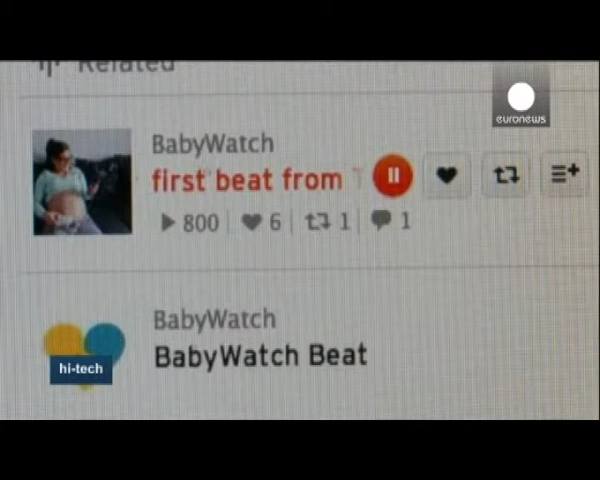 Related
euronews
BabyWatch
first beat from
800 6 1 1
BabyWatch
BabyWatch Beat
hi-tech